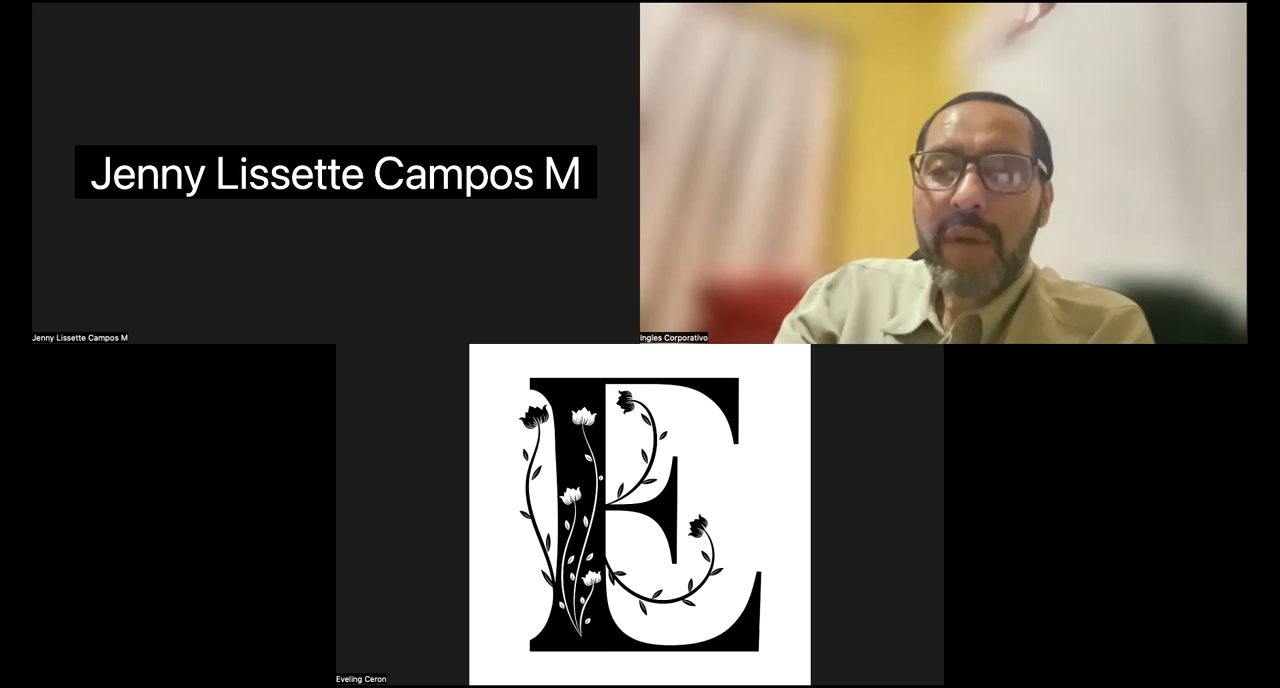 Jenny Lissette Campos M
Jenny Lissette Campos M
Ingles Corporativo
E
Eveling Ceron